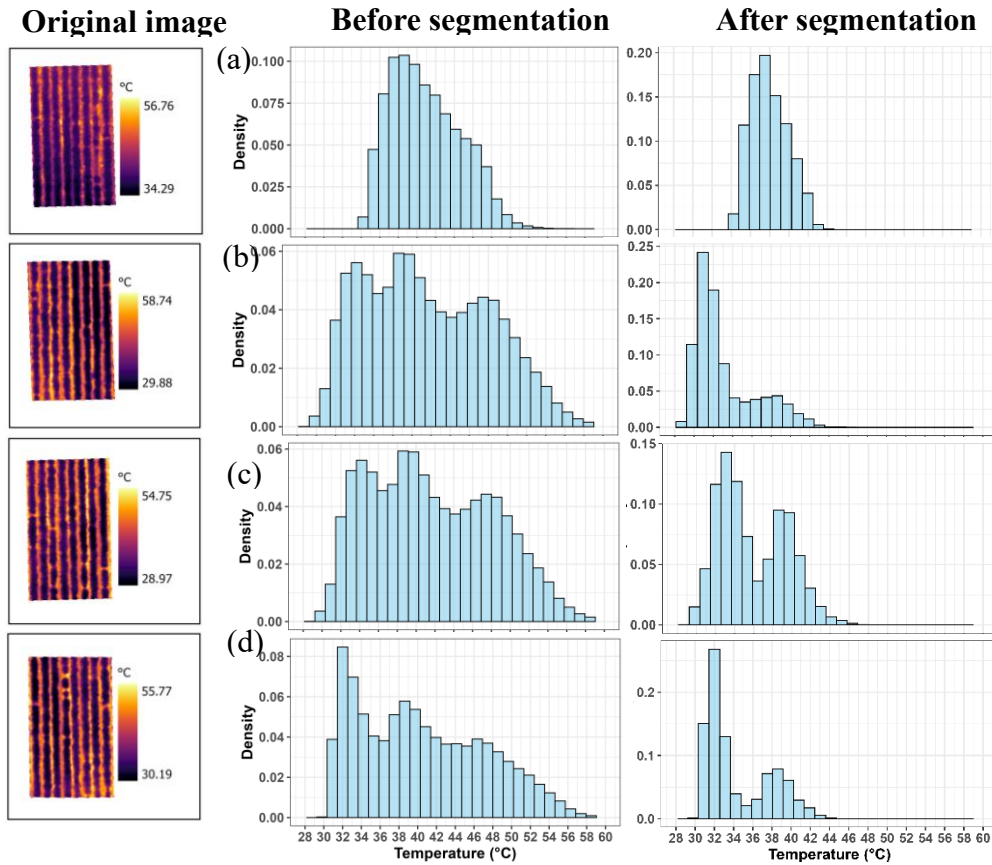 Original image Before segmentation After segmentation
(a)
°C
56.76
34.29
Density
0.100
0.075
0.050
0.025
0.000
0.20
0.15
0.10
0.05
0.00
(b)
°C
58.74
29.88
Density
0.06
0.04
0.02
0.00
0.25
0.20
0.15
0.10
0.05
0.00
(c)
°C
54.75
28.97
Density
0.06
0.04
0.02
0.00
0.15
0.10
0.05
0.00
(d)
°C
55.77
30.19
Density
0.08
0.06
0.04
0.02
0.00
0.2
0.1
0.0
28 30 32 34 36 38 40 42 44 46 48 50 52 54 56 58 60
Temperature (°C)
28 30 32 34 36 38 40 42 44 46 48 50 52 54 56 58 60
Temperature (°C)